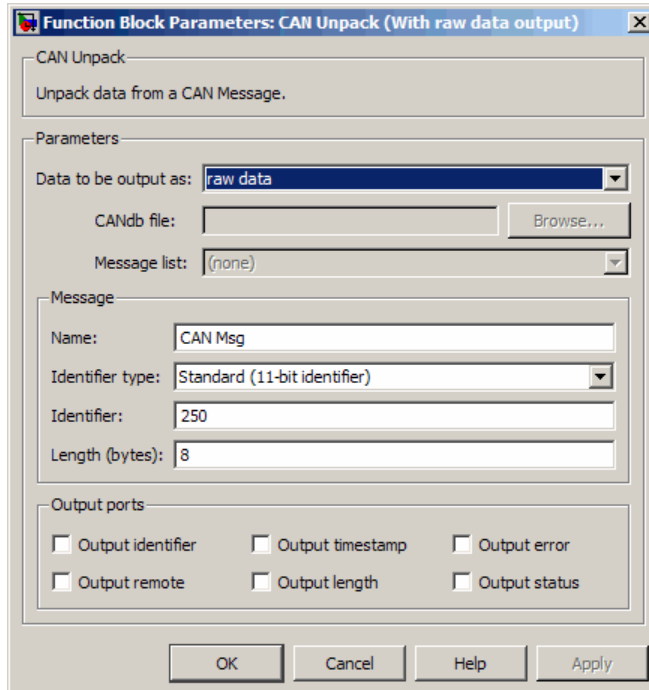 Function Block Parameters: CAN Unpack (With raw data output)
CAN Unpack
Unpack data from a CAN Message.
Parameters
Data to be output as: raw data
CANdb file: Browse...
Message list: (none)
Message
Name: CAN Msg
Identifier type: Standard (11-bit identifier)
Identifier: 250
Length (bytes): 8
Output ports
Output identifier Output timestamp Output error
Output remote Output length Output status
OK Cancel Help Apply